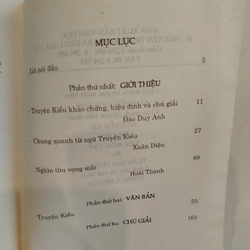 MỤC LỤC
Lời nói đầu 5
Phần thứ nhất: GIỚI THIỆU
-Truyện Kiều khảo chứng, hiệu đính và chú giải 11
Đào Duy Anh
- Chung quanh từ ngữ Truyện Kiều 27
Xuân Diệu
- Nghìn thu vọng mãi 49
Hoài Thanh
Phần thứ hai: VĂN BẢN
Truyện Kiều 55
Phần thứ ba: CHÚ GIẢI 163